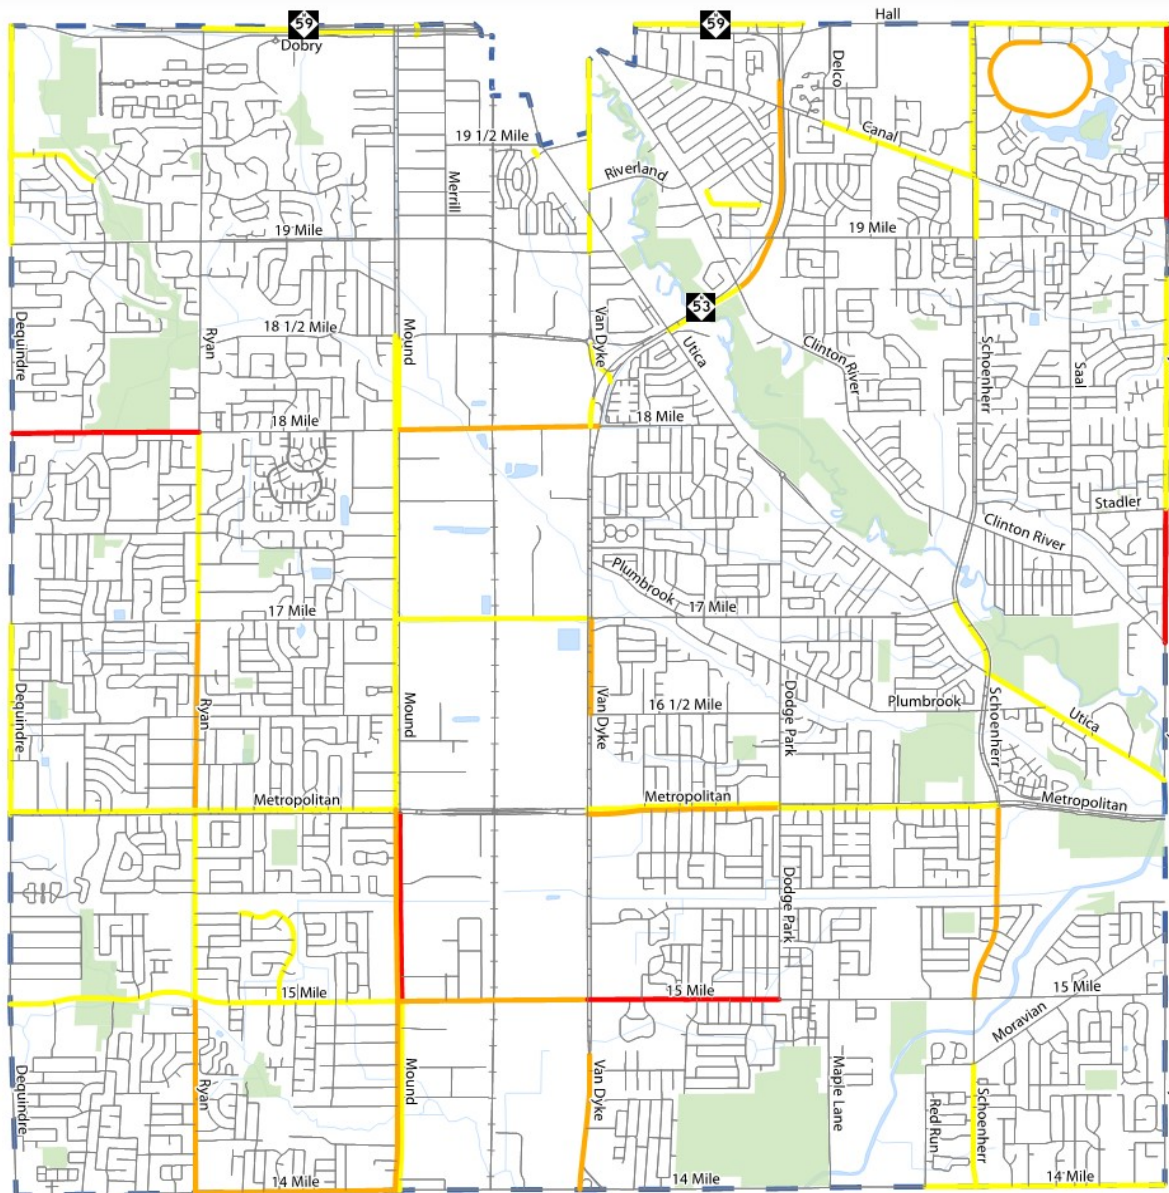 Hall
59
59
Dobry
Delco
Canal
19 1/2 Mile
Riverland
Merrill
19 Mile
19 Mile
53
Dequindre
Ryan
18 1/2 Mile
Mound
Van Dyke
Utica
Clinton River
Schoenherr
Saal
18 Mile
18 Mile
Stadler
Clinton River
Plumbrook
17 Mile
17 Mile
Dequindre
Ryan
Mound
Van Dyke
16 1/2 Mile
Dodge Park
Plumbrook
Schoenherr
Utica
Metropolitan
Metropolitan
Metropolitan
Dodge Park
15 Mile
15 Mile
15 Mile
Moravian
Dequindre
Ryan
Mound
Van Dyke
Maple Lane
Red Run
Schoenherr
14 Mile
14 Mile
14 Mile